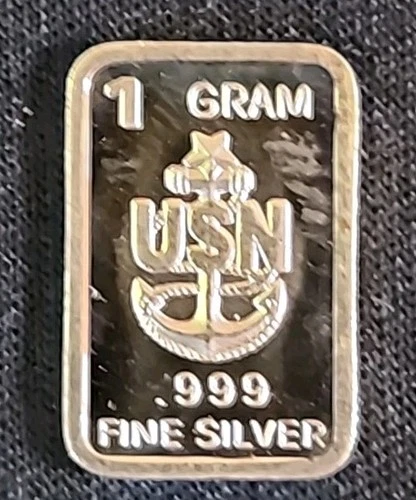 1 GRAM
USN
.999
FINE SILVER